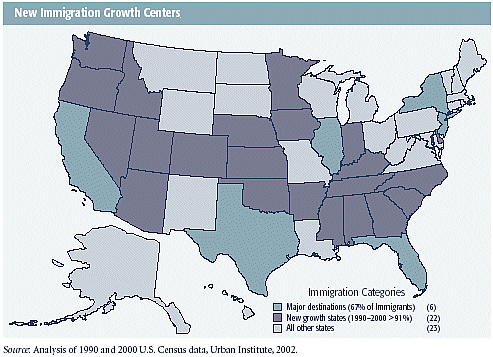 New Immigration Growth Centers
Immigration Categories
Major destinations (67% of Immigrants) (6)
New growth states (1990–2000 >91%) (22)
All other states (23)
Source: Analysis of 1990 and 2000 U.S. Census data, Urban Institute, 2002.